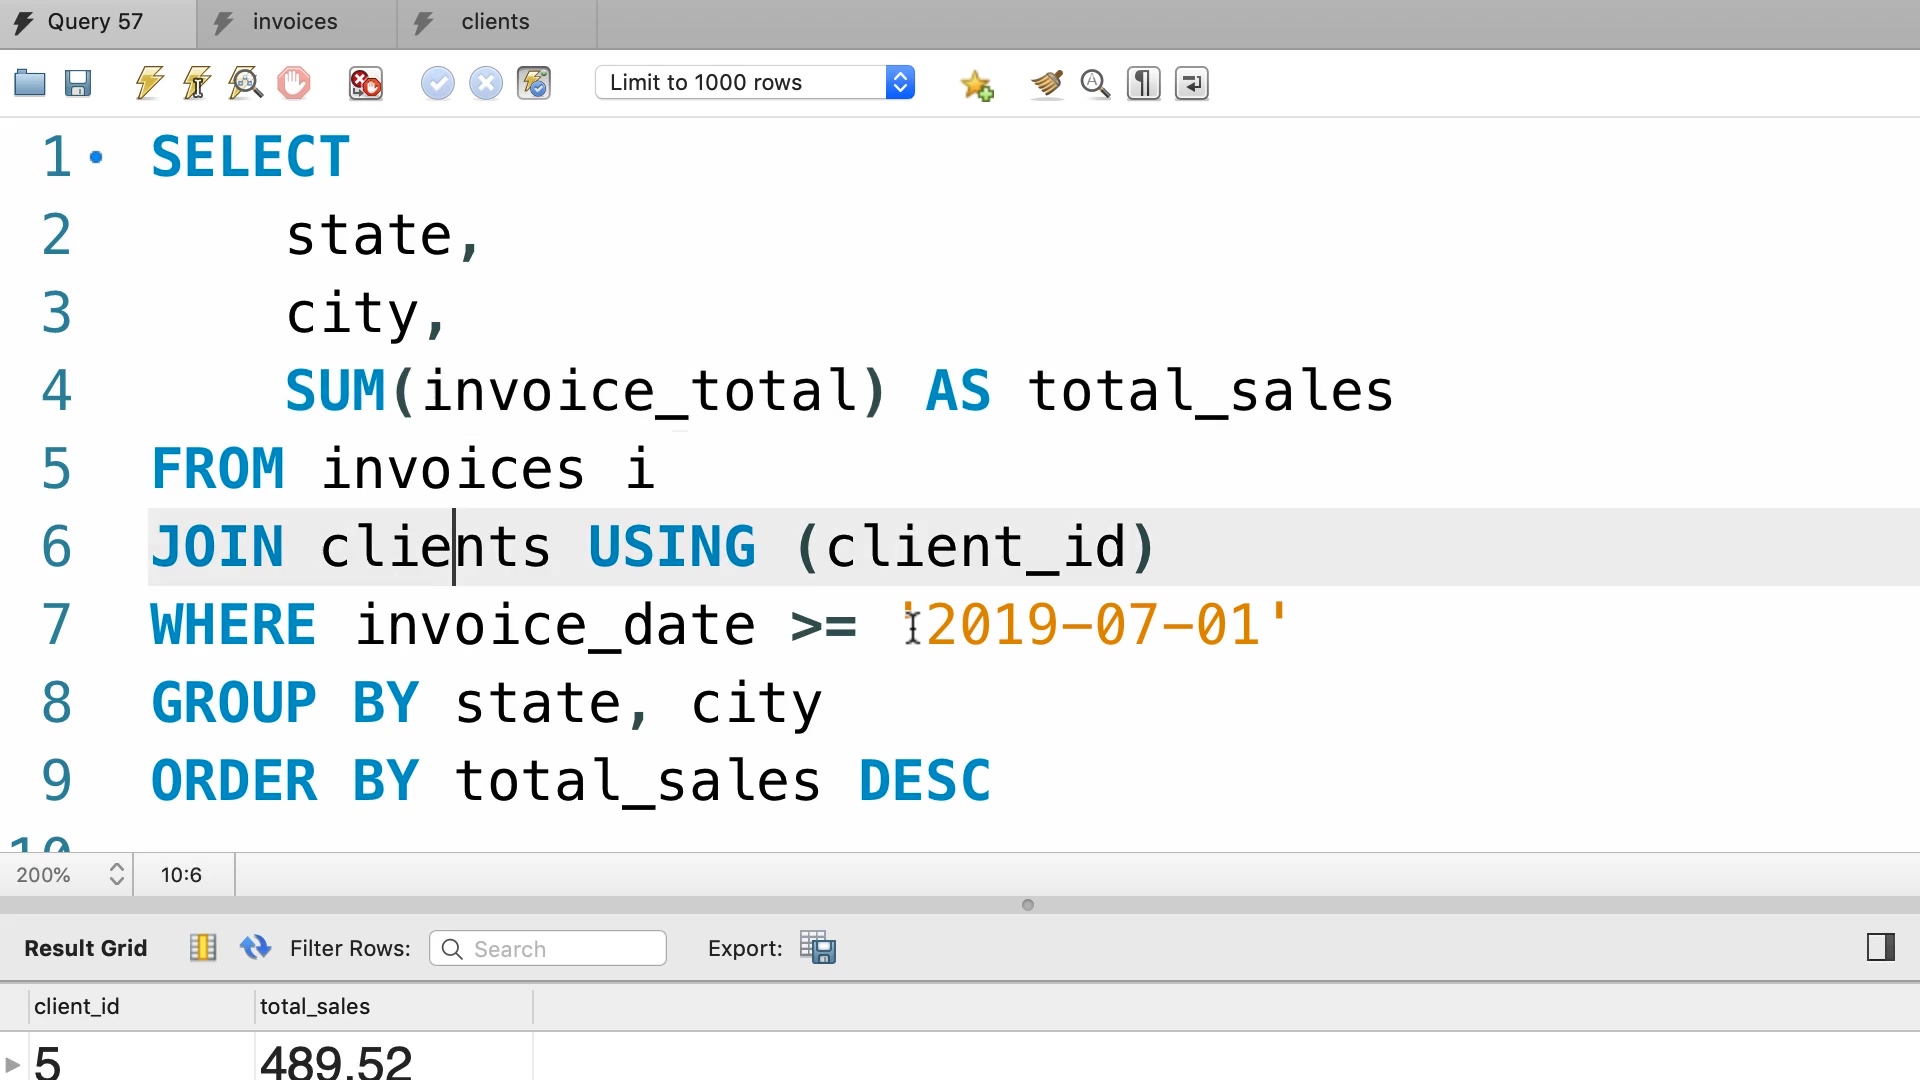 Query 57 invoices clients
Limit to 1000 rows
1 SELECT
2 state,
3 city,
4 SUM(invoice_total) AS total_sales
5 FROM invoices i
6 JOIN clients USING (client_id)
7 WHERE invoice_date >= '2019-07-01'
8 GROUP BY state, city
9 ORDER BY total_sales DESC
10
200% 10:6
Result Grid Filter Rows: Search Export:
client_id total_sales
5 489.52